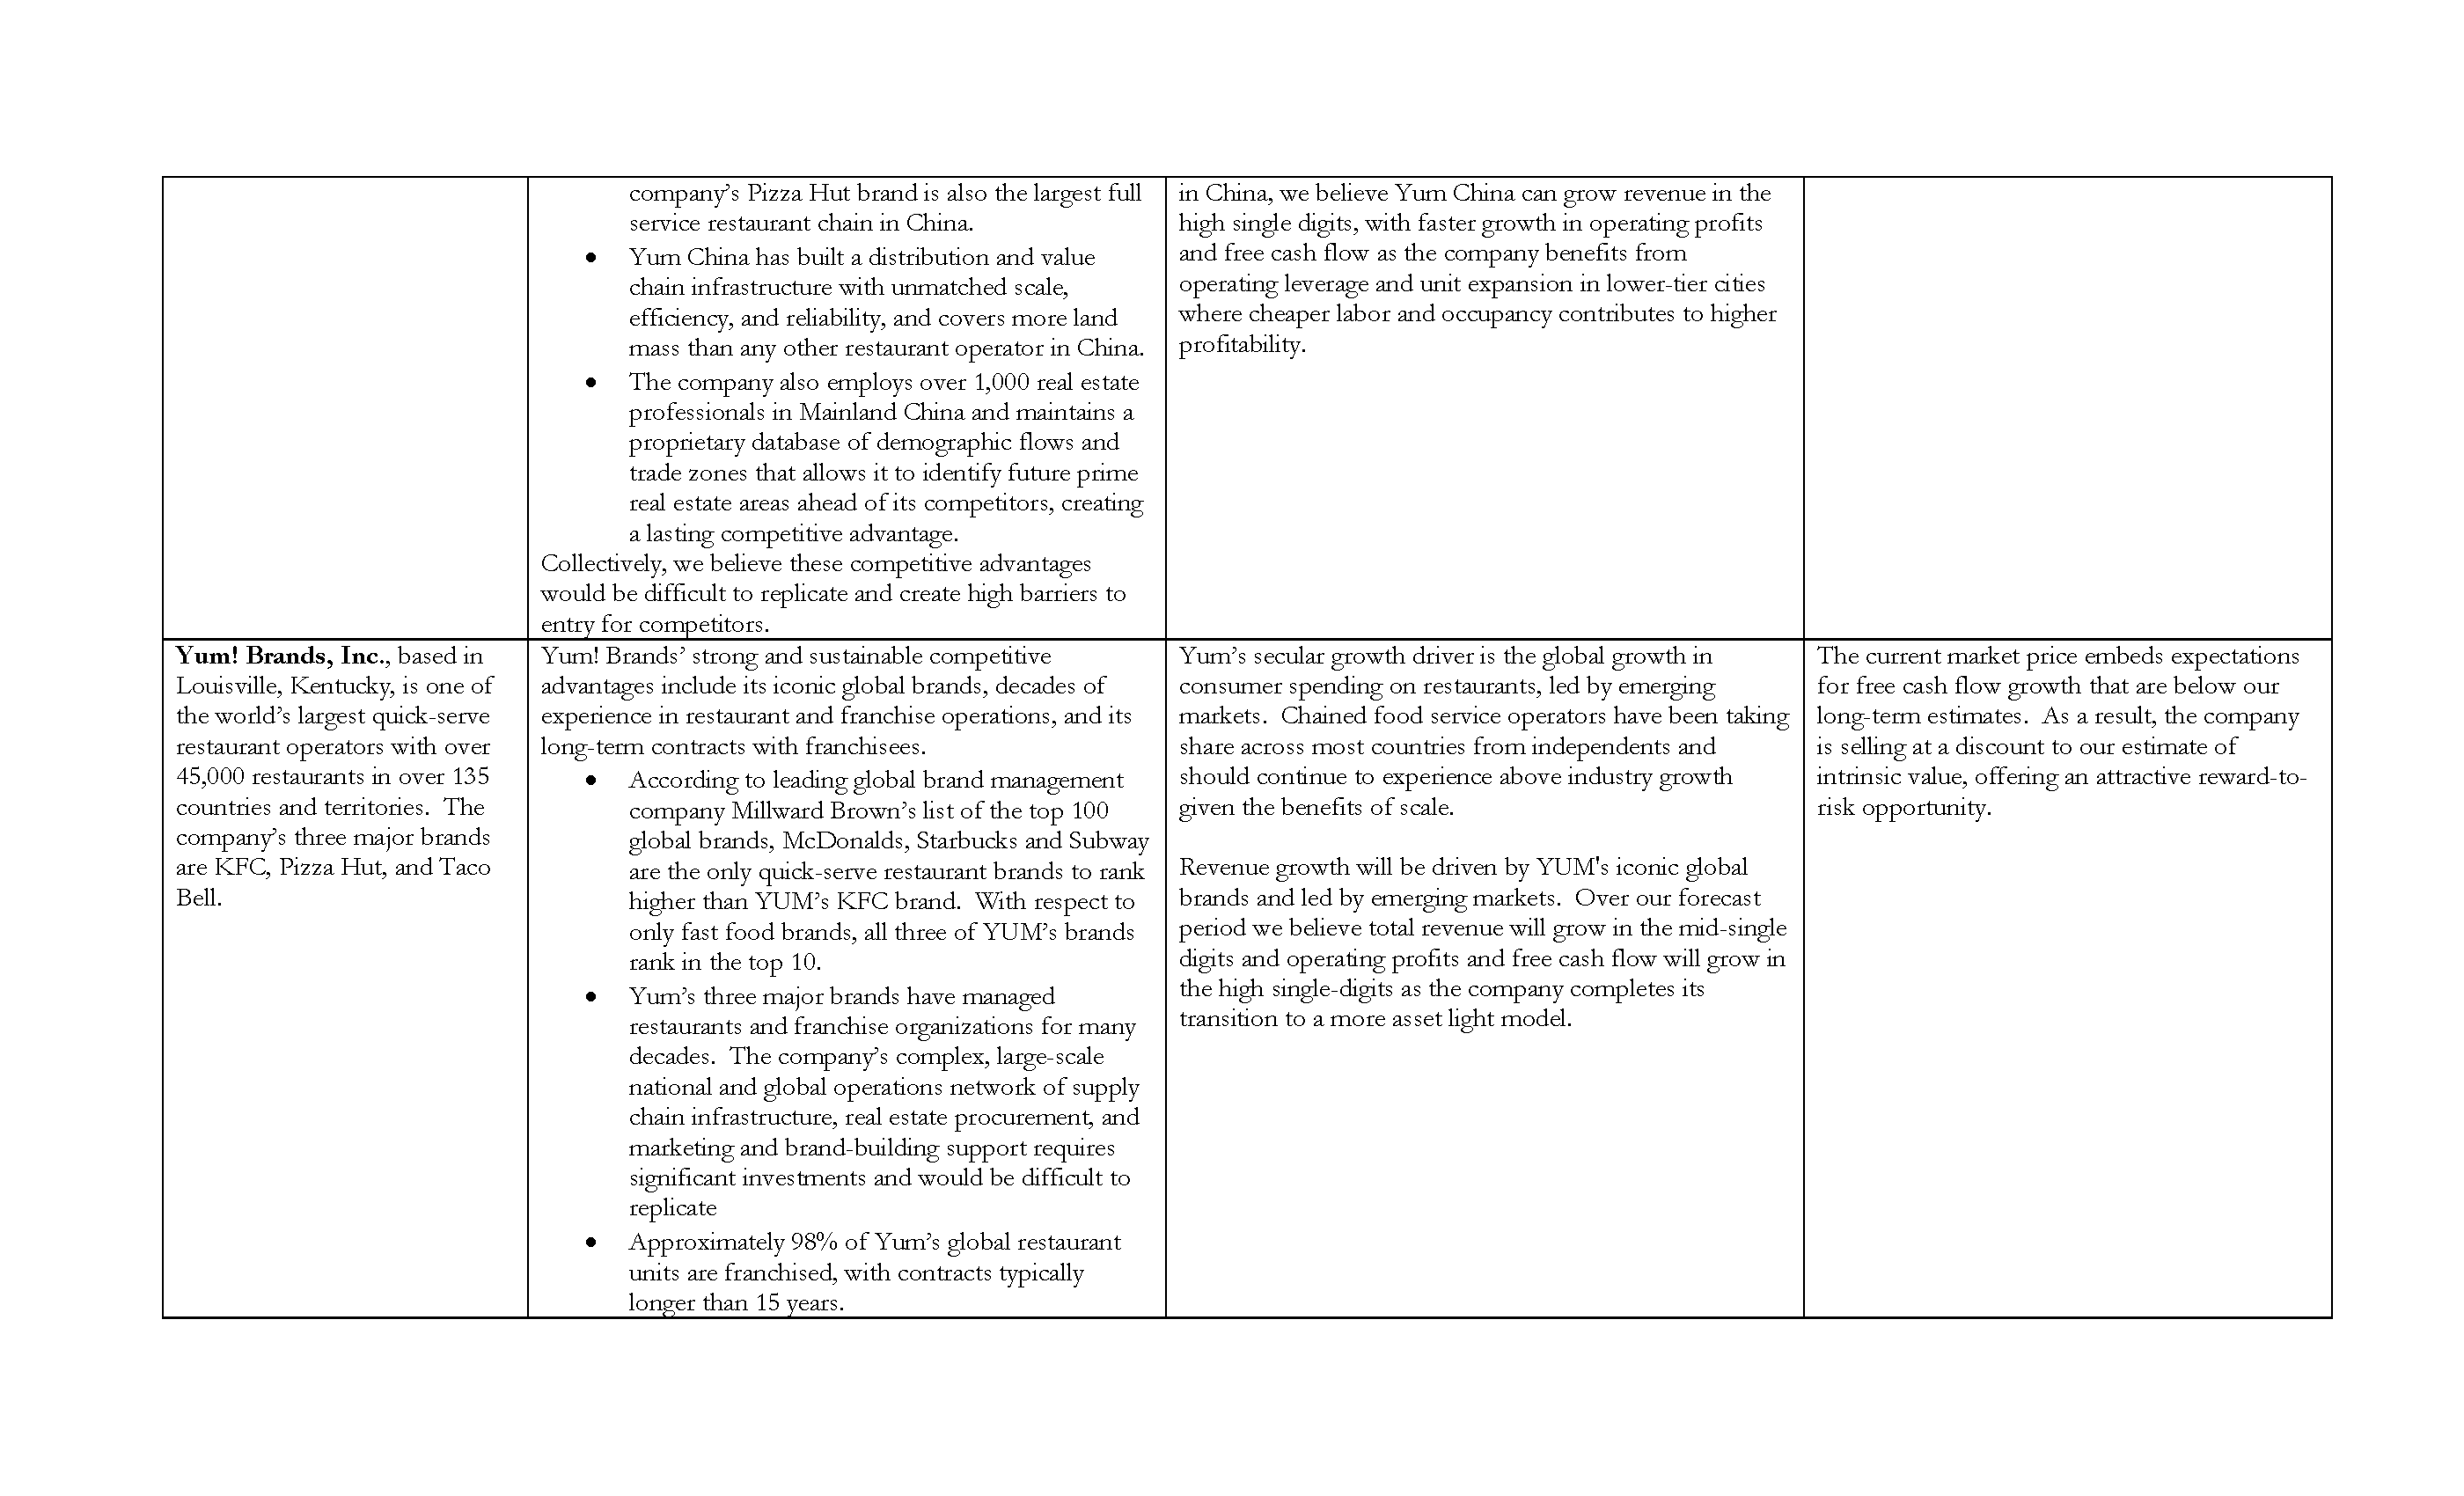 company’s Pizza Hut brand is also the largest full
service restaurant chain in China.
• Yum China has built a distribution and value
chain infrastructure with unmatched scale,
efficiency, and reliability, and covers more land
mass than any other restaurant operator in China.
• The company also employs over 1,000 real estate
professionals in Mainland China and maintains a
proprietary database of demographic flows and
trade zones that allows it to identify future prime
real estate areas ahead of its competitors, creating
a lasting competitive advantage.
Collectively, we believe these competitive advantages
would be difficult to replicate and create high barriers to
entry for competitors.
in China, we believe Yum China can grow revenue in the
high single digits, with faster growth in operating profits
and free cash flow as the company benefits from
operating leverage and unit expansion in lower-tier cities
where cheaper labor and occupancy contributes to higher
profitability.
Yum! Brands, Inc., based in
Louisville, Kentucky, is one of
the world’s largest quick-serve
restaurant operators with over
45,000 restaurants in over 135
countries and territories.  The
company’s three major brands
are KFC, Pizza Hut, and Taco
Bell.
Yum! Brands’ strong and sustainable competitive
advantages include its iconic global brands, decades of
experience in restaurant and franchise operations, and its
long-term contracts with franchisees.
• According to leading global brand management
company Millward Brown’s list of the top 100
global brands, McDonalds, Starbucks and Subway
are the only quick-serve restaurant brands to rank
higher than YUM’s KFC brand.  With respect to
only fast food brands, all three of YUM’s brands
rank in the top 10.
• Yum’s three major brands have managed
restaurants and franchise organizations for many
decades.  The company’s complex, large-scale
national and global operations network of supply
chain infrastructure, real estate procurement, and
marketing and brand-building support requires
significant investments and would be difficult to
replicate
• Approximately 98% of Yum’s global restaurant
units are franchised, with contracts typically
longer than 15 years.
Yum’s secular growth driver is the global growth in
consumer spending on restaurants, led by emerging
markets.  Chained food service operators have been taking
share across most countries from independents and
should continue to experience above industry growth
given the benefits of scale.
Revenue growth will be driven by YUM's iconic global
brands and led by emerging markets.  Over our forecast
period we believe total revenue will grow in the mid-single
digits and operating profits and free cash flow will grow in
the high single-digits as the company completes its
transition to a more asset light model.
The current market price embeds expectations
for free cash flow growth that are below our
long-term estimates.  As a result, the company
is selling at a discount to our estimate of
intrinsic value, offering an attractive reward-to-
risk opportunity.